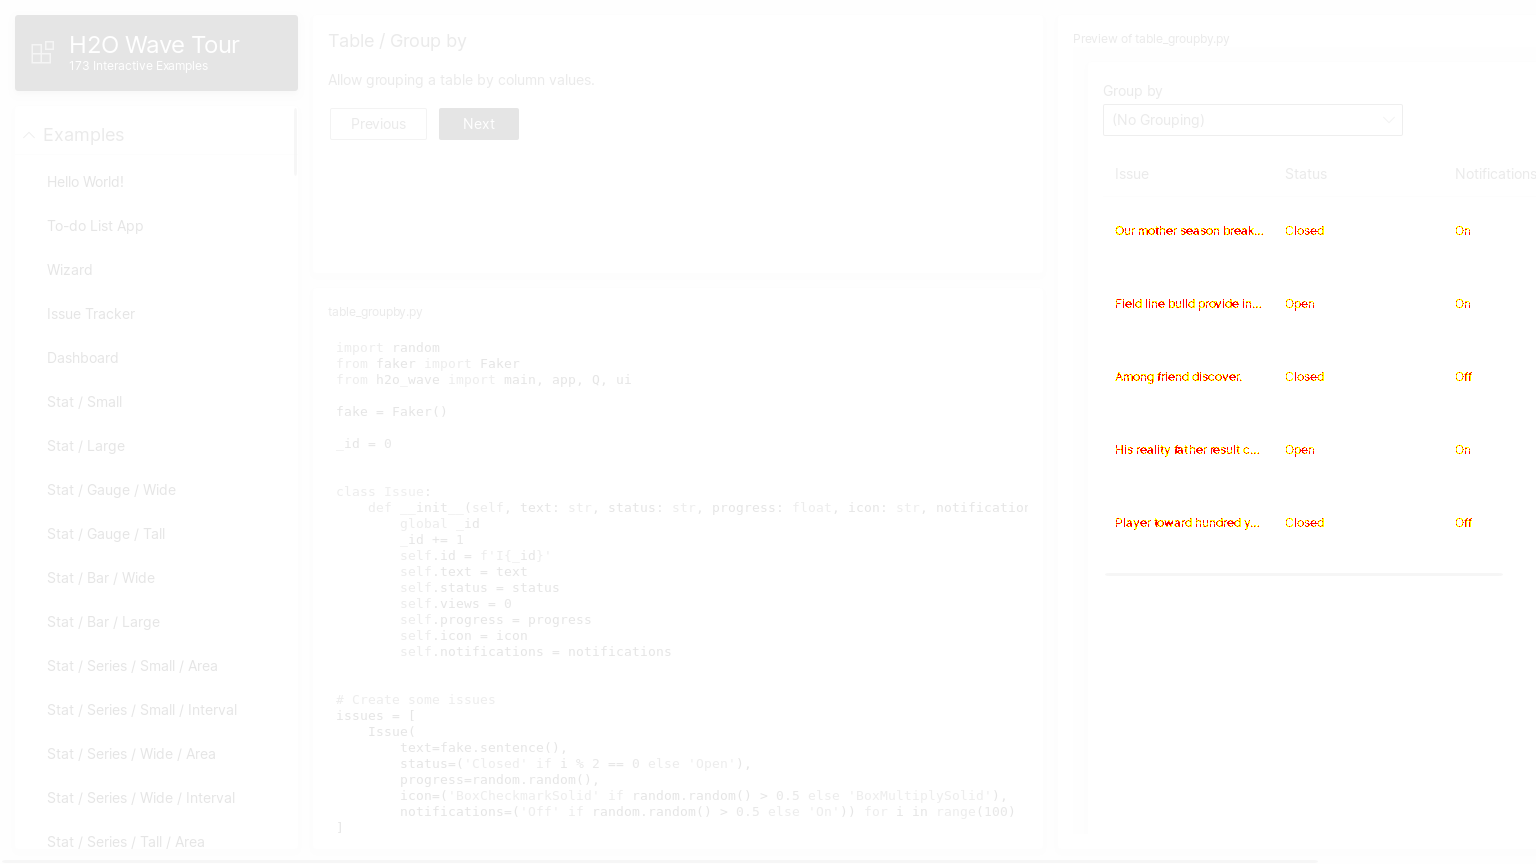 H2O Wave Tour
173 Interactive Examples
Examples
Hello World!
To-do List App
Wizard
Issue Tracker
Dashboard
Stat / Small
Stat / Large
Stat / Gauge / Wide
Stat / Gauge / Tall
Stat / Bar / Wide
Stat / Bar / Large
Stat / Series / Small / Area
Stat / Series / Small / Interval
Stat / Series / Wide / Area
Stat / Series / Wide / Interval
Stat / Series / Tall / Area
Table / Group by
Allow grouping a table by column values.
Previous Next
table_groupby.py
import random
from faker import Faker
from h2o_wave import main, app, Q, ui
fake = Faker()
_id = 0
class Issue:
def __init__(self, text: str, status: str, progress: float, icon: str, notification
global _id
_id += 1
self.id = f'I{_id}'
self.text = text
self.status = status
self.views = 0
self.progress = progress
self.icon = icon
self.notifications = notifications
# Create some issues
issues = [
Issue(
text=fake.sentence(),
status=('Closed' if i % 2 == 0 else 'Open'),
progress=random.random(),
icon=('BoxCheckmarkSolid' if random.random() > 0.5 else 'BoxMultiplySolid'),
notifications=('Off' if random.random() > 0.5 else 'On')) for i in range(100)
]
Preview of table_groupby.py
Group by
(No Grouping)
Issue Status Notifications
Our mother season break... Closed On
Field line build provide in... Open On
Among friend discover. Closed Off
His reality father result c... Open On
Player toward hundred y... Closed Off